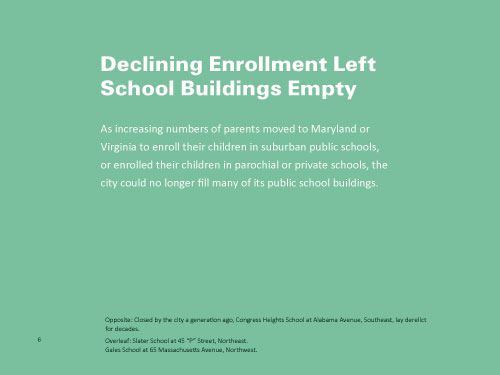 Declining Enrollment Left
School Buildings Empty
As increasing numbers of parents moved to Maryland or
Virginia to enroll their children in suburban public schools,
or enrolled their children in parochial or private schools, the
city could no longer fill many of its public school buildings.
Opposite: Closed by the city a generation ago, Congress Heights School at Alabama Avenue, Southeast, lay derelict
for decades.
6
Overleaf: Slater School at 45 “P” Street, Northeast.
Gales School at 65 Massachusetts Avenue, Northwest.